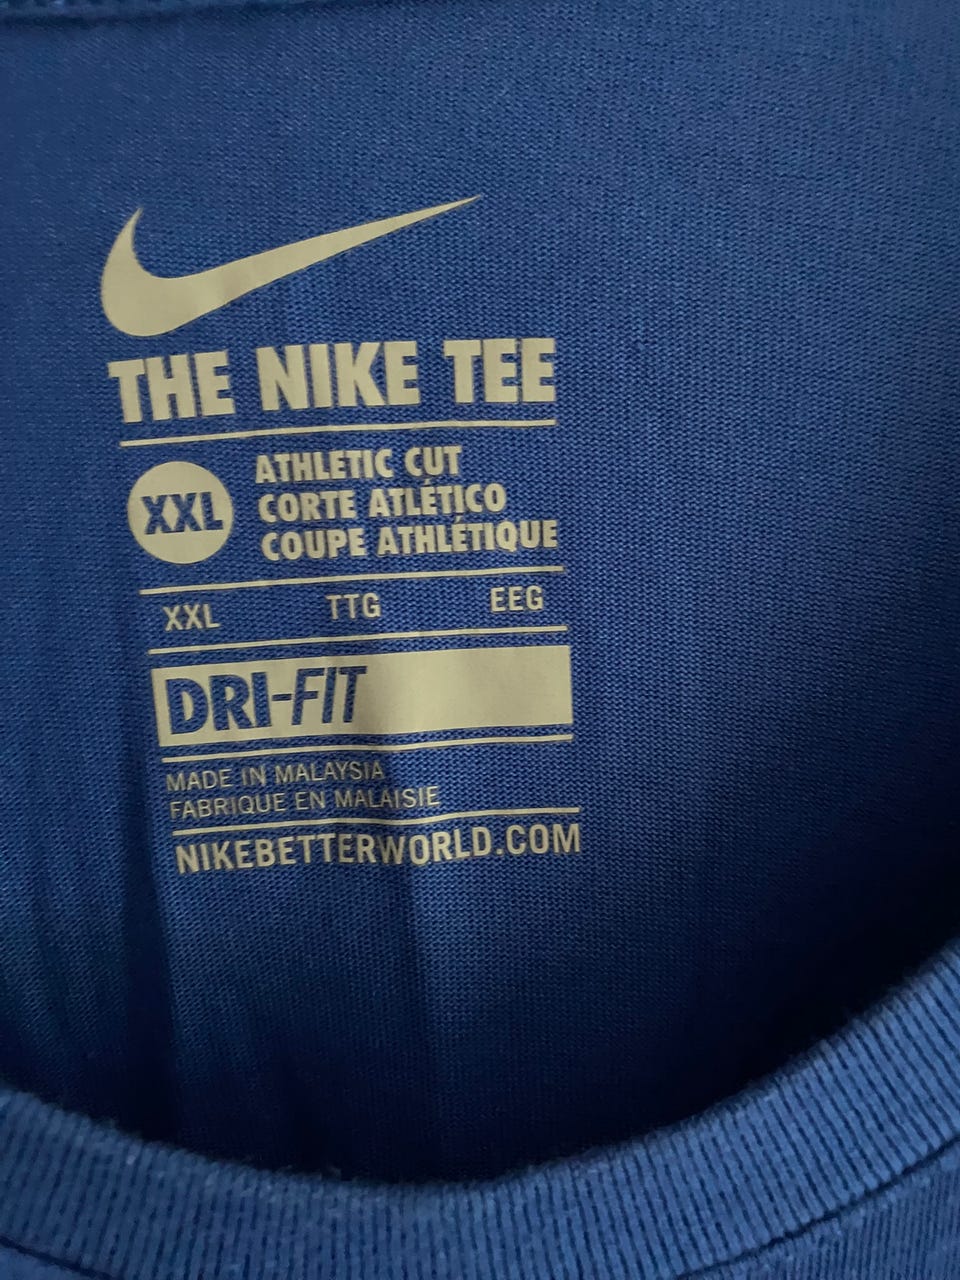 THE NIKE TEE
XXL
ATHLETIC CUT
CORTE ATLÉTICO
COUPE ATHLÉTIQUE
XXL TTG EEG
DRI-FIT
MADE IN MALAYSIA
FABRIQUE EN MALAISIE
NIKEBETTERWORLD.COM